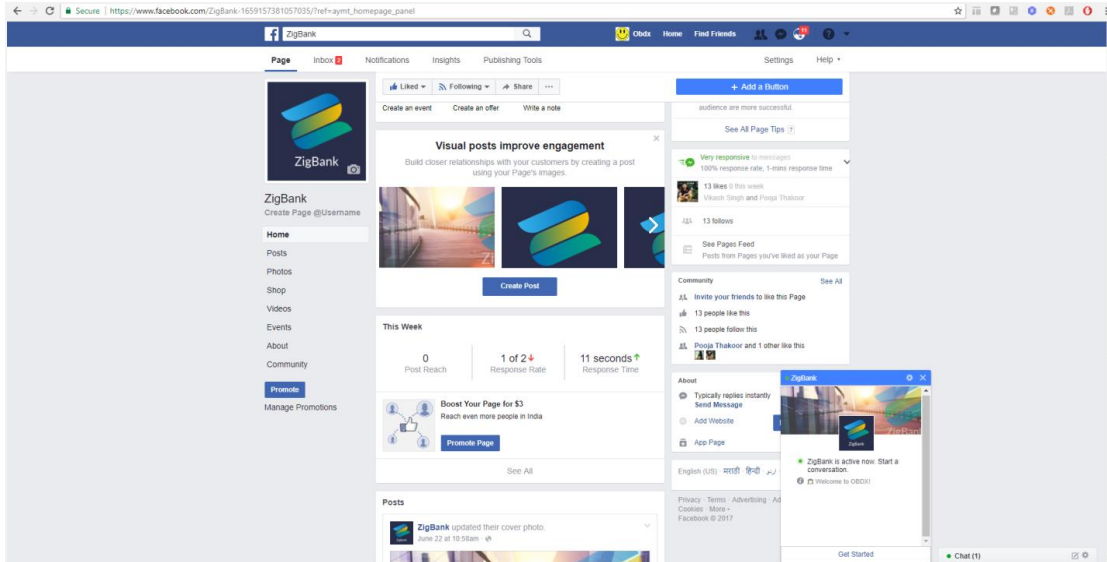 Secure https://www.facebook.com/ZigBank-1659157381057035/?ref=aymt_homepage_panel
ZigBank
Obdx Home Find Friends
11
Page Inbox 2 Notifications Insights Publishing Tools Settings Help
ZigBank
ZigBank
Create Page @Username
Home
Posts
Photos
Shop
Videos
Events
About
Community
Promote
Manage Promotions
Liked Following Share ...
Create an event Create an offer Write a note
Visual posts improve engagement
Build closer relationships with your customers by creating a post
using your Page's images.
Create Post
This Week
0
Post Reach
1 of 2
Response Rate
11 seconds
Response Time
Boost Your Page for $3
Reach even more people in India
Promote Page
See All
Posts
ZigBank updated their cover photo.
June 22 at 10:58am
+ Add a Button
audience are more successful.
See All Page Tips ?
Very responsive to messages
100% response rate, 1-mins response time
13 likes 0 this week
Vikash Singh and Pooja Thakoor
13 follows
See Pages Feed
Posts from Pages you've liked as your Page
Community See All
Invite your friends to like this Page
13 people like this
13 people follow this
Pooja Thakoor and 1 other like this
About
Typically replies instantly
Send Message
Add Website
App Page
English (US) · मराठी · हिन्दी · اردو
Privacy · Terms · Advertising · Ad
Cookies · More
Facebook © 2017
ZigBank
ZigBank
ZigBank is active now. Start a
conversation.
Welcome to OBDX!
Get Started
Chat (1)